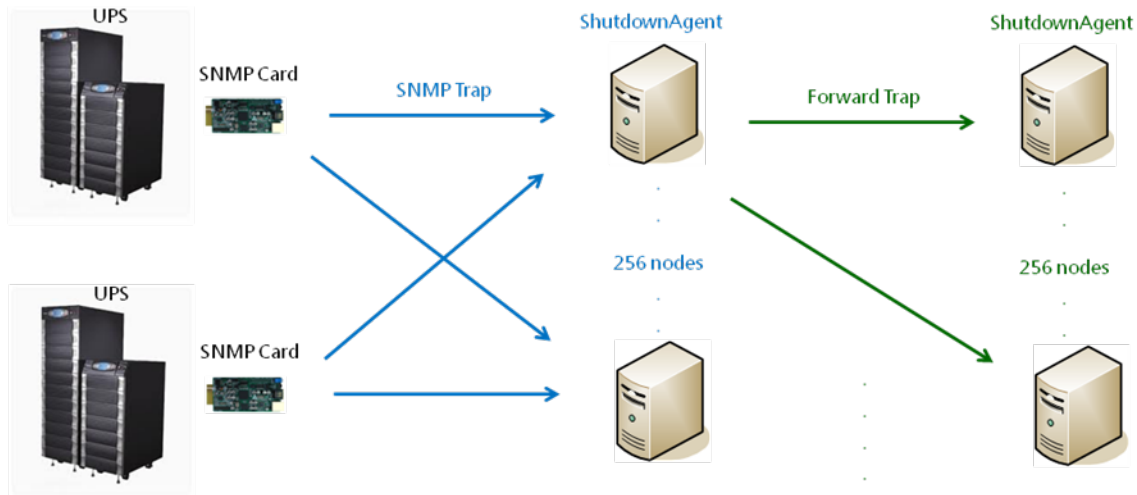 UPS
SNMP Card
SNMP Trap
ShutdownAgent
Forward Trap
ShutdownAgent
256 nodes
256 nodes
UPS
SNMP Card